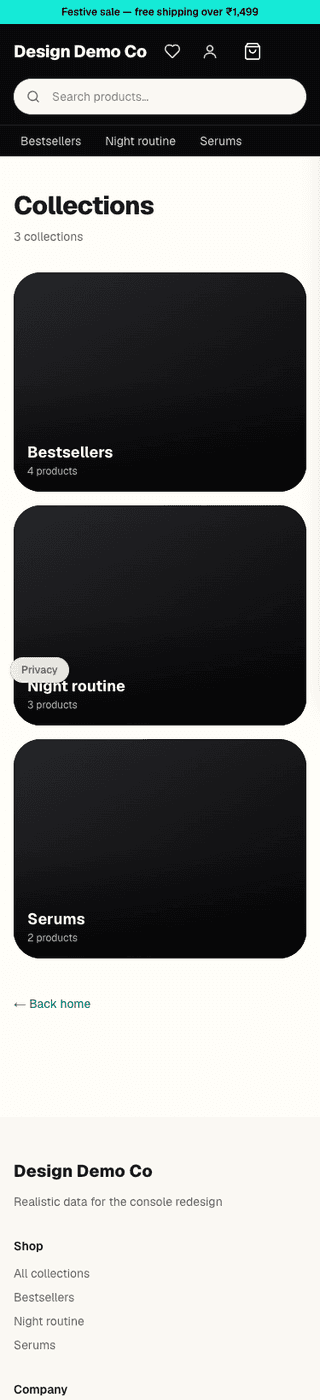 Festive sale — free shipping over ₹1,499
Design Demo Co
Search products...
Bestsellers Night routine Serums
Collections
3 collections
Bestsellers
4 products
Privacy
Night routine
3 products
Serums
2 products
← Back home
Design Demo Co
Realistic data for the console redesign
Shop
All collections
Bestsellers
Night routine
Serums
Company